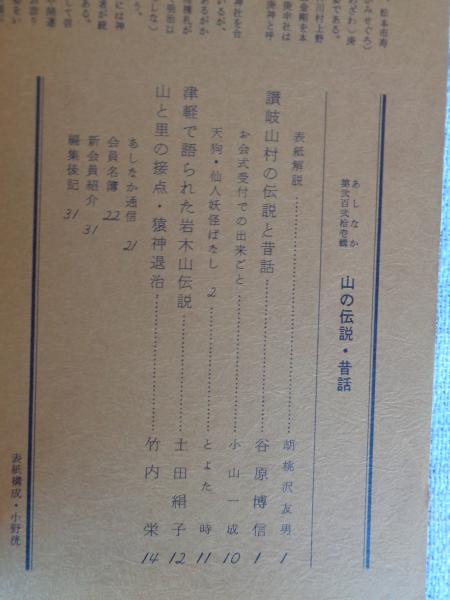 あしなか
第弐百弐拾壱輯
山の伝説・昔話
表紙解説 胡桃沢友男 1
讃岐山村の伝説と昔話 谷原博信 1
お会式受付での出来ごと 小山一成 10
天狗・仙人妖怪ばなし 2 とよた時 11
津軽で語られた岩木山伝説 土田絹子 12
山と里の接点・猿神退治 竹内栄 14
あしなか通信 21
会員名簿 22
新会員紹介 31
編集後記 31
表紙構成・小野洸